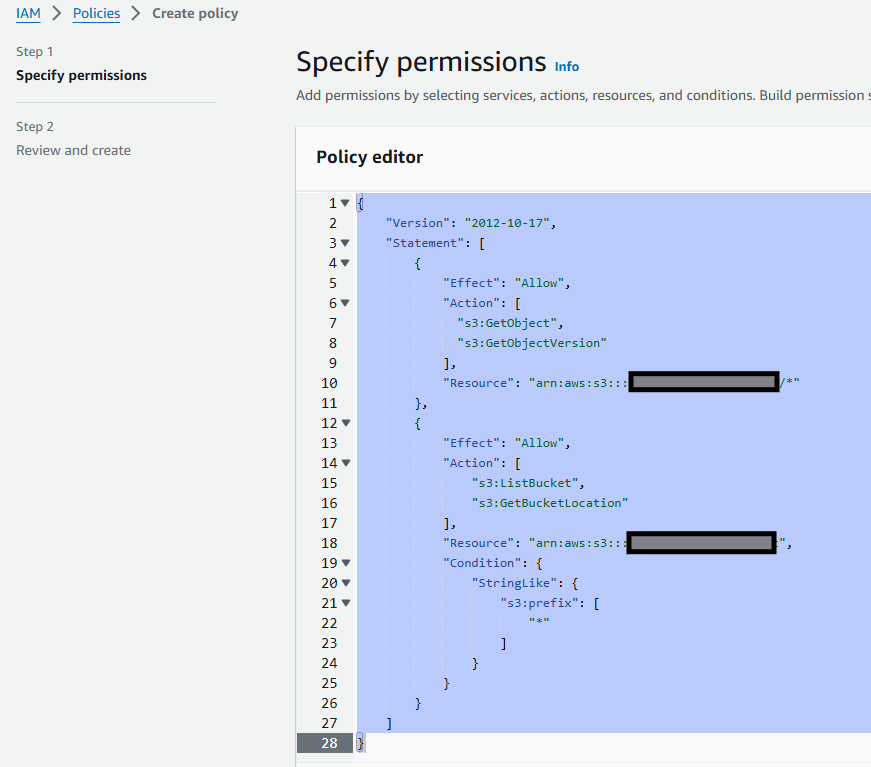 IAM > Policies > Create policy
Step 1
Specify permissions
Step 2
Review and create
Specify permissions Info
Add permissions by selecting services, actions, resources, and conditions. Build permission
Policy editor
1 {
2 "Version": "2012-10-17",
3 "Statement": [
4 {
5 "Effect": "Allow",
6 "Action": [
7 "s3:GetObject",
8 "s3:GetObjectVersion"
9 ],
10 "Resource": "arn:aws:s3::: /*"
11 },
12 {
13 "Effect": "Allow",
14 "Action": [
15 "s3:ListBucket",
16 "s3:GetBucketLocation"
17 ],
18 "Resource": "arn:aws:s3::: ",
19 "Condition": {
20 "StringLike": {
21 "s3:prefix": [
22 "*"
23 ]
24 }
25 }
26 }
27 ]
28 }